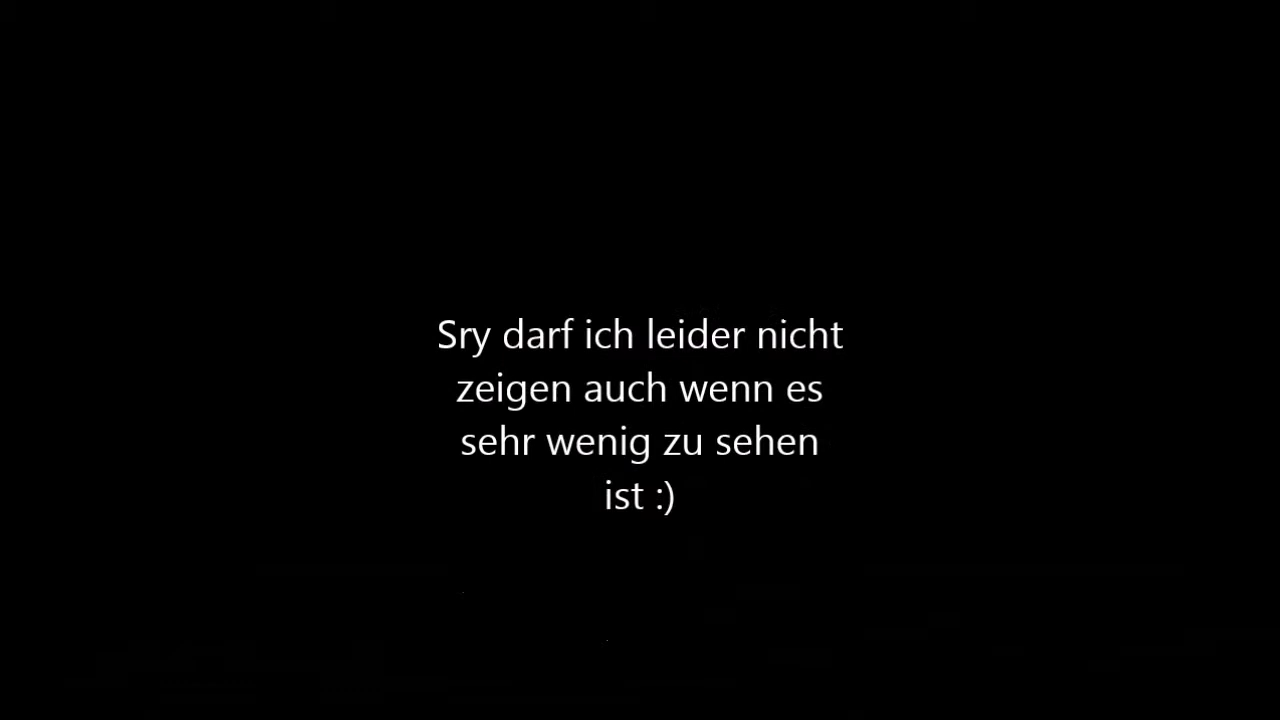 Sry darf ich leider nicht
zeigen auch wenn es
sehr wenig zu sehen
ist :)